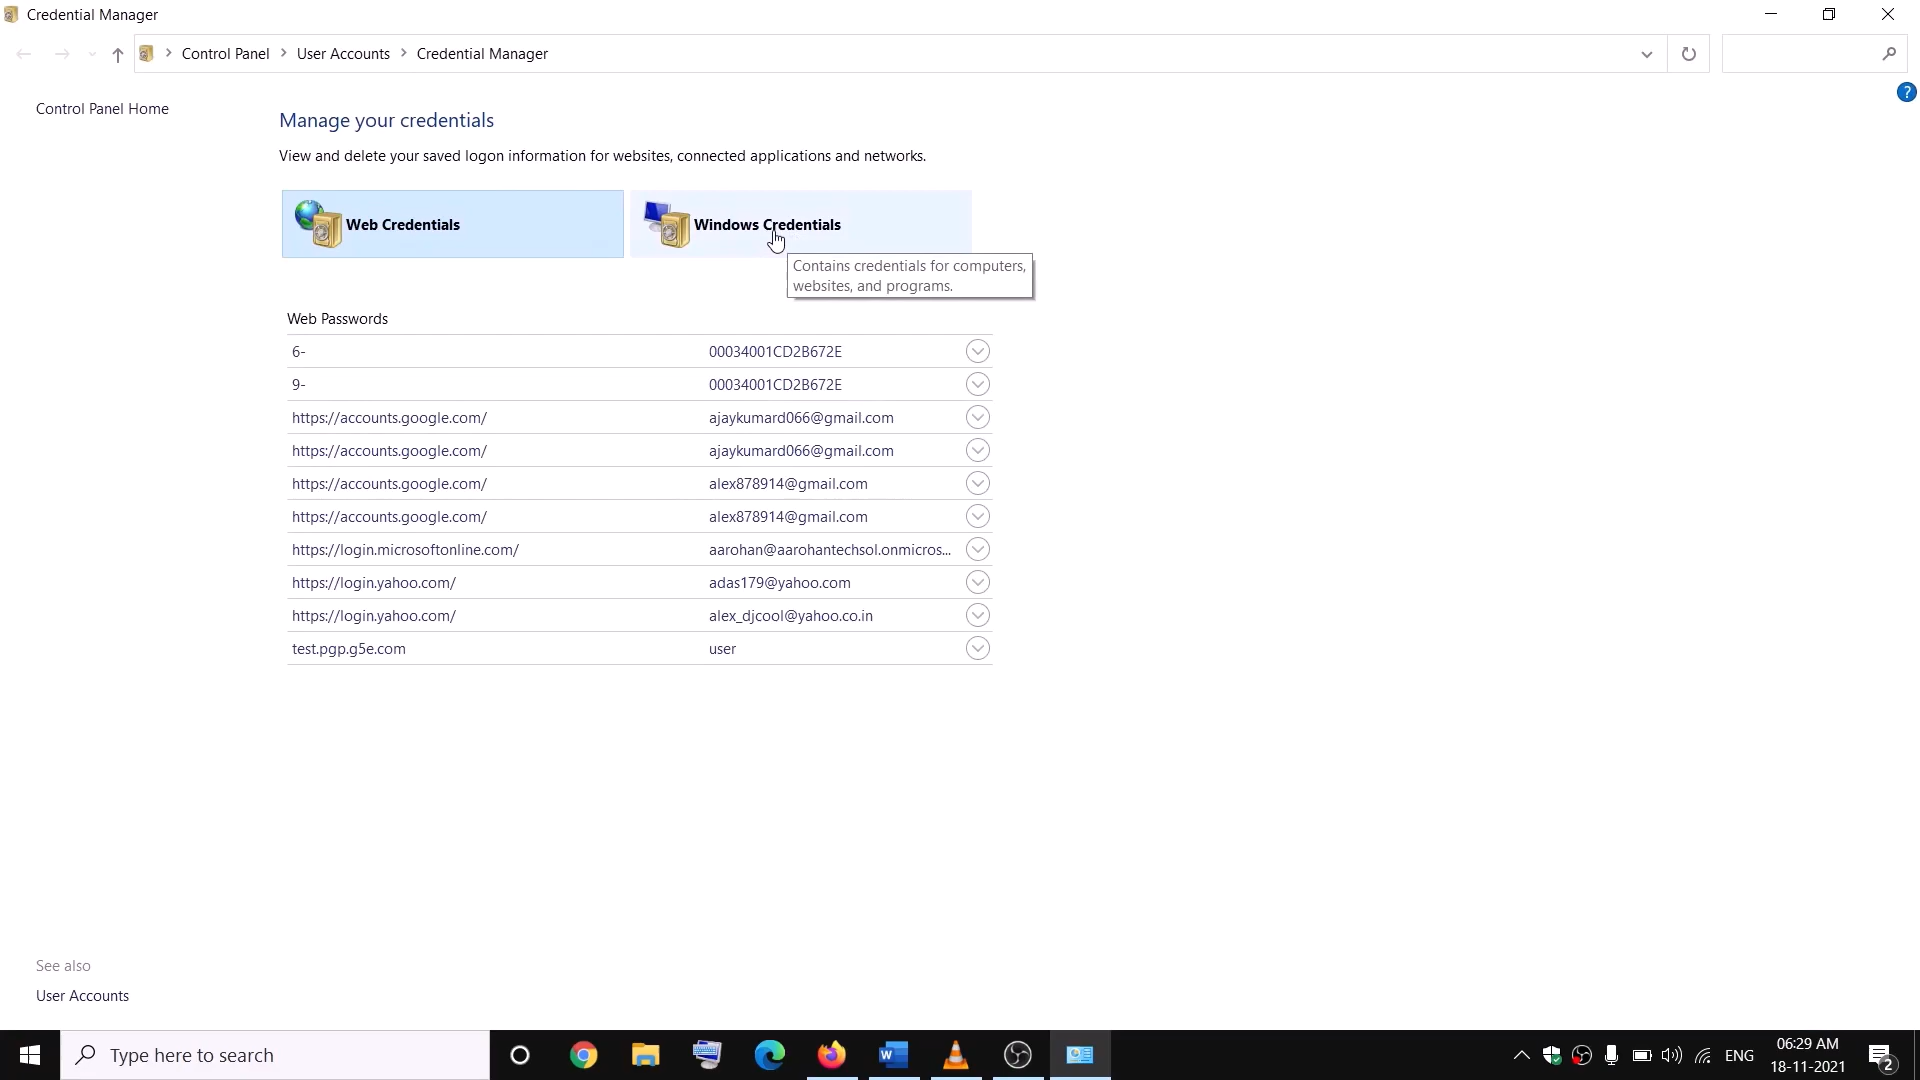 Credential Manager
Control Panel > User Accounts > Credential Manager
Control Panel Home
Manage your credentials
View and delete your saved logon information for websites, connected applications and networks.
Web Credentials
Windows Credentials
Contains credentials for computers,
websites, and programs.
Web Passwords
6- 00034001CD2B672E
9- 00034001CD2B672E
https://accounts.google.com/ ajaykumard066@gmail.com
https://accounts.google.com/ ajaykumard066@gmail.com
https://accounts.google.com/ alex878914@gmail.com
https://accounts.google.com/ alex878914@gmail.com
https://login.microsoftonline.com/ aarohan@aarohantechsol.onmicros...
https://login.yahoo.com/ adas179@yahoo.com
https://login.yahoo.com/ alex_djcool@yahoo.co.in
test.pgp.g5e.com user
See also
User Accounts
Type here to search
ENG
06:29 AM
18-11-2021
2